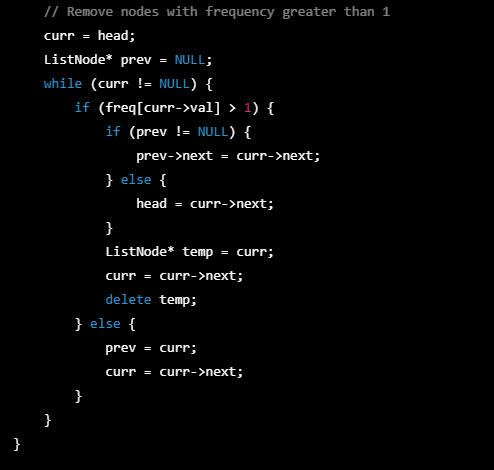 // Remove nodes with frequency greater than 1
curr = head;
ListNode* prev = NULL;
while (curr != NULL) {
if (freq[curr->val] > 1) {
if (prev != NULL) {
prev->next = curr->next;
} else {
head = curr->next;
}
ListNode* temp = curr;
curr = curr->next;
delete temp;
} else {
prev = curr;
curr = curr->next;
}
}
}